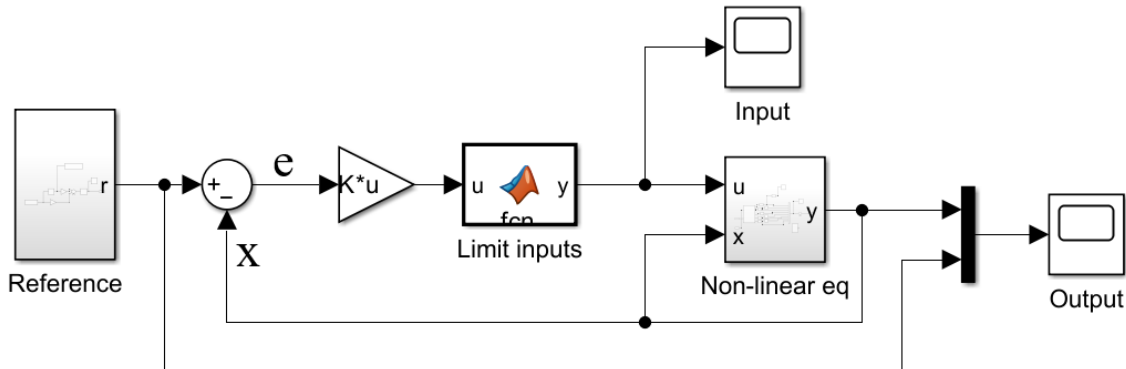 Input
r
+
−
e
K*u
u
y
fcn
Limit inputs
Reference
x
u
x
y
Non-linear eq
Output